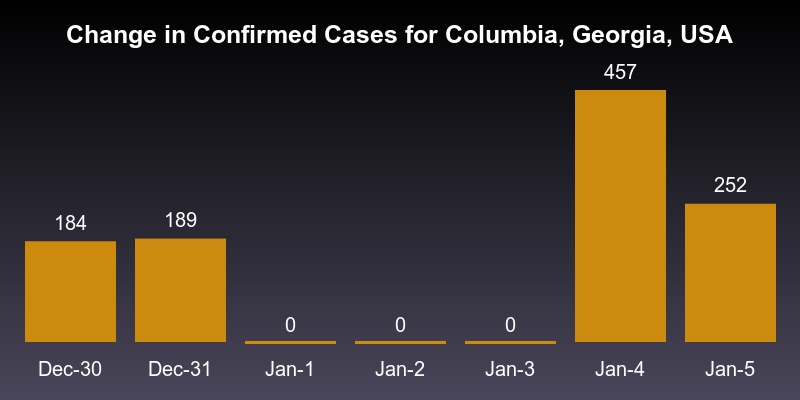 Change in Confirmed Cases for Columbia, Georgia, USA
457
252
184
189
0
0
0
Dec-30
Dec-31
Jan-1
Jan-2
Jan-3
Jan-4
Jan-5